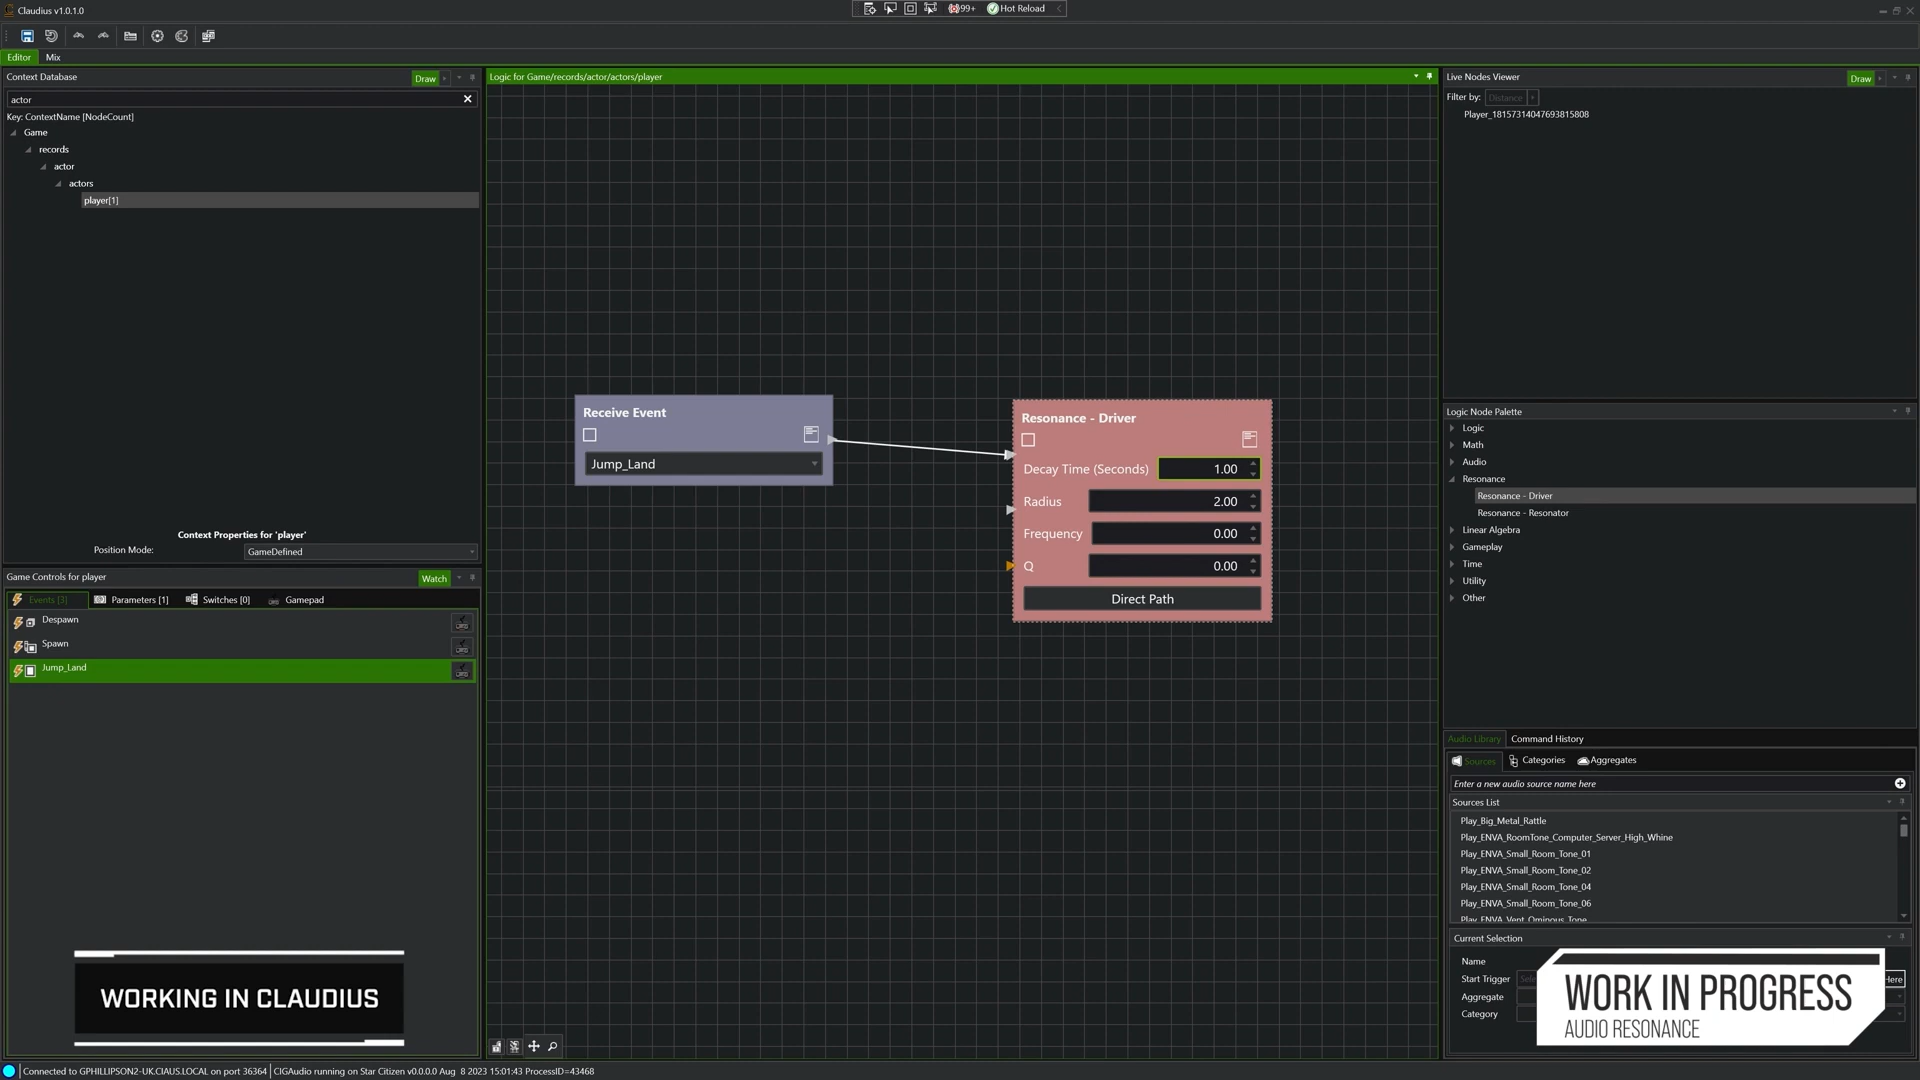 Claudius v1.0.1.0
99+
Hot Reload
Editor
Mix
Context Database
Draw
actor
Key: ContextName [NodeCount]
Game
records
actor
actors
player[1]
Context Properties for 'player'
Position Mode:
GameDefined
Game Controls for player
Watch
Events [3]
Parameters [1]
Switches [0]
Gamepad
Despawn
Spawn
Jump_Land
WORKING IN CLAUDIUS
Logic for Game/records/actor/actors/player
Receive Event
Jump_Land
Resonance - Driver
Decay Time (Seconds)
1.00
Radius
2.00
Frequency
0.00
Q
0.00
Direct Path
Live Nodes Viewer
Draw
Filter by:
Distance
Player_18157314047693815808
Logic Node Palette
Logic
Math
Audio
Resonance
Resonance - Driver
Resonance - Resonator
Linear Algebra
Gameplay
Time
Utility
Other
Audio Library
Command History
Sources
Categories
Aggregates
Enter a new audio source name here
Sources List
Play_Big_Metal_Rattle
Play_ENVA_RoomTone_Computer_Server_High_Whine
Play_ENVA_Small_Room_Tone_01
Play_ENVA_Small_Room_Tone_02
Play_ENVA_Small_Room_Tone_04
Play_ENVA_Small_Room_Tone_06
Play_ENVA_Vent_Ominous_Tone
Current Selection
Name
Start Trigger
Here
Aggregate
Category
WORK IN PROGRESS
AUDIO RESONANCE
Connected to GPHILLIPSON2-UK.CIAUS.LOCAL on port 36364
CIGAudio running on Star Citizen v0.0.0.0 Aug 8 2023 15:01:43 ProcessID=43468